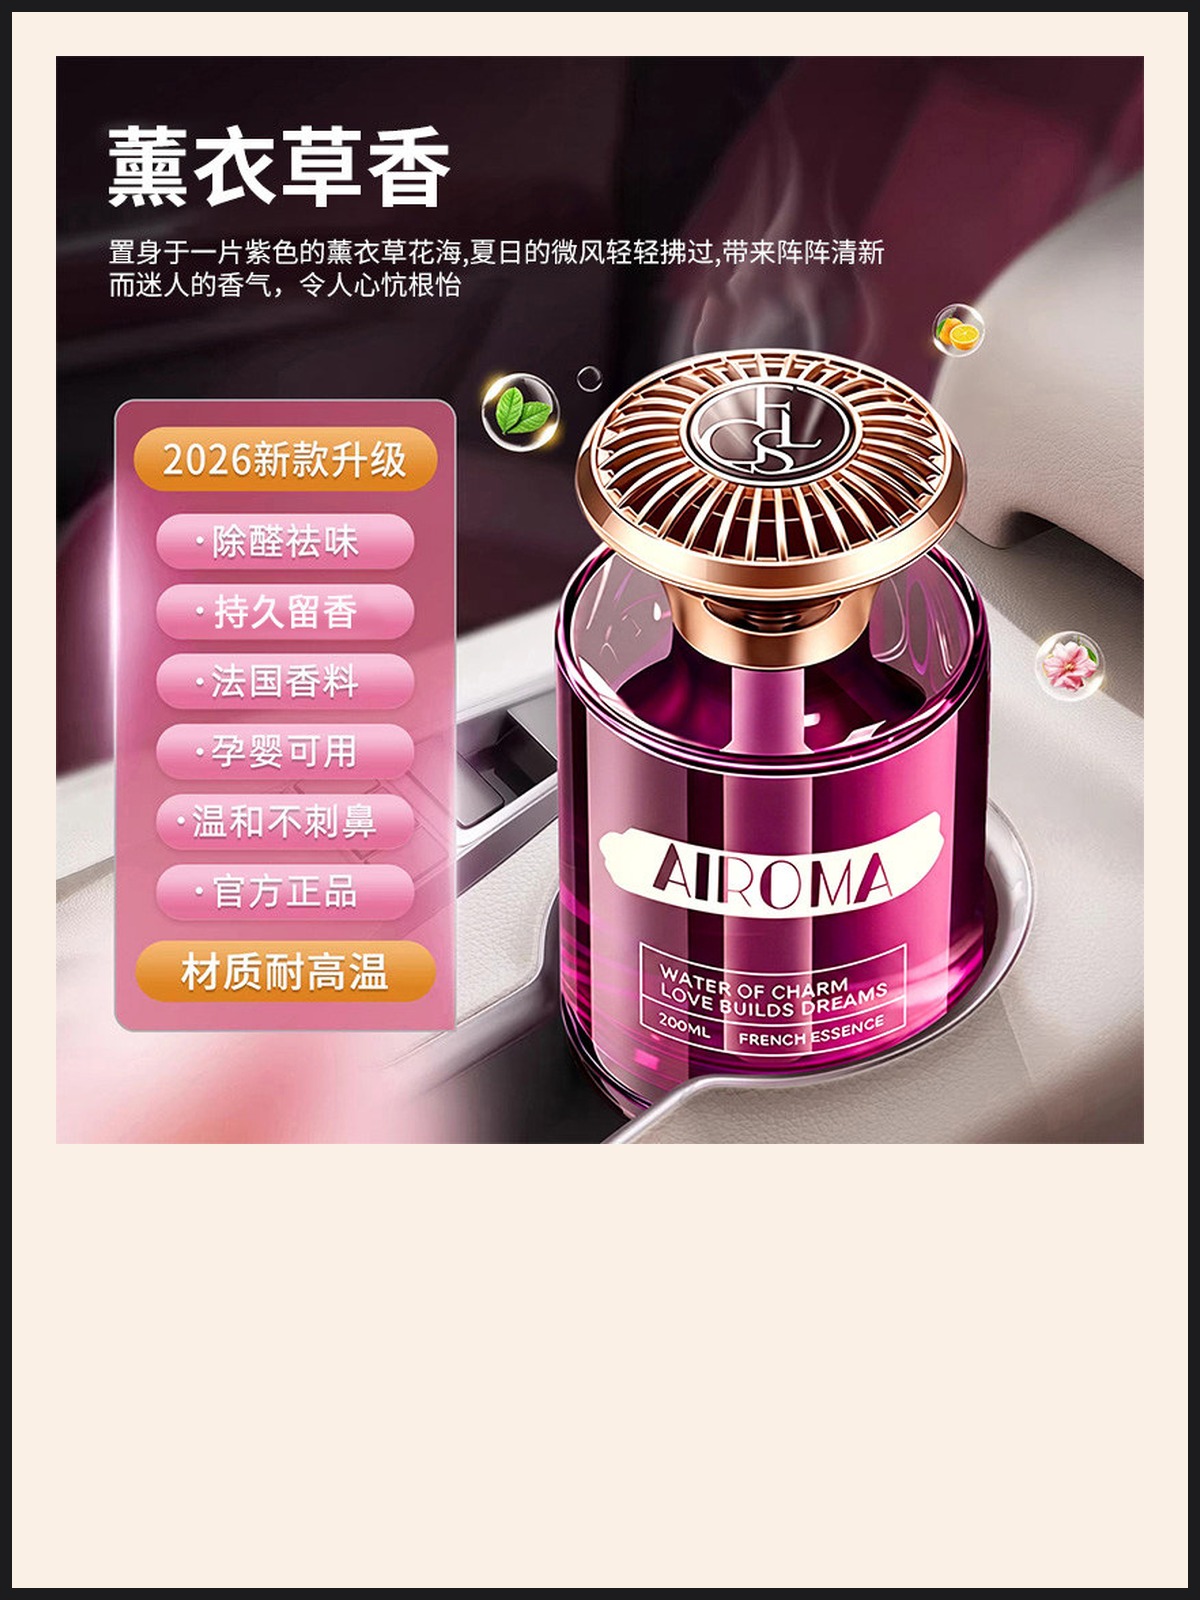 薰衣草香
置身于一片紫色的薰衣草花海,夏日的微风轻轻拂过,带来阵阵清新
而迷人的香气，令人心忼根怡
2026新款升级
·除醛祛味
·持久留香
·法国香料
·孕婴可用
·温和不刺鼻
·官方正品
材质耐高温
AIROMA
WATER OF CHARM
LOVE BUILDS DREAMS
200ML FRENCH ESSENCE